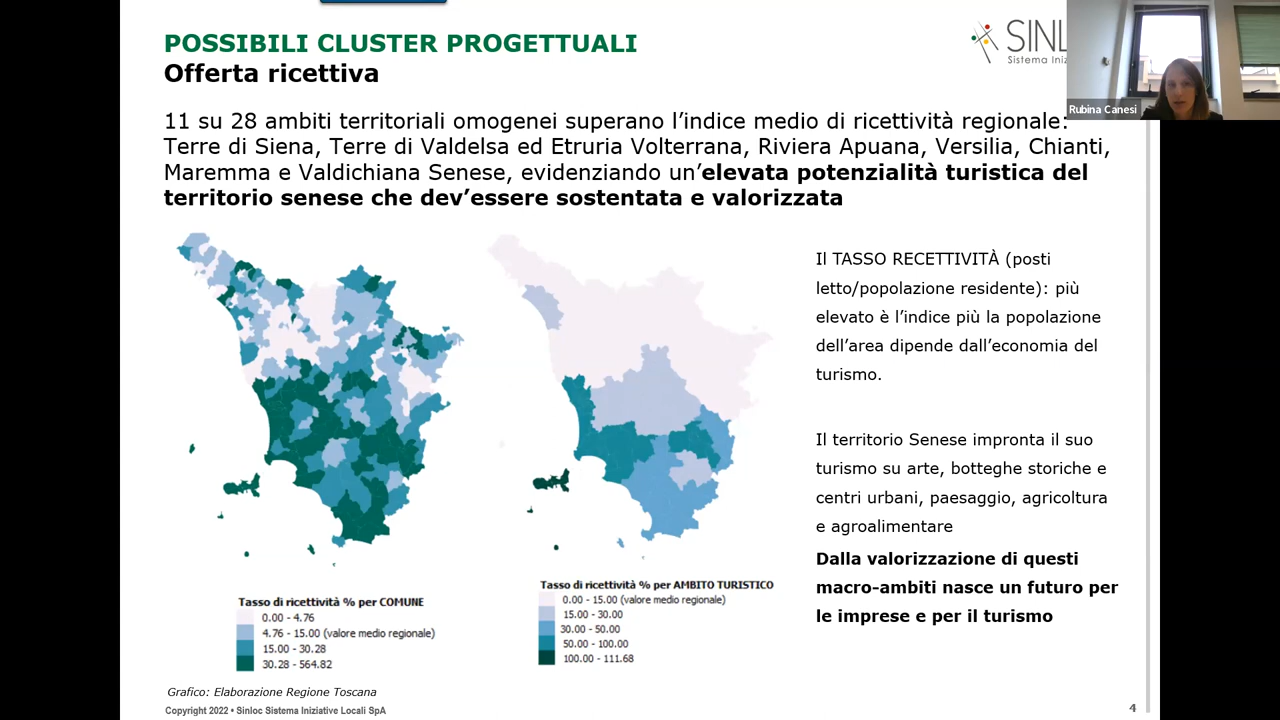 POSSIBILI CLUSTER PROGETTUALI
Offerta ricettiva
Rubina Canesi
11 su 28 ambiti territoriali omogenei superano l’indice medio di ricettività regionale:
Terre di Siena, Terre di Valdelsa ed Etruria Volterrana, Riviera Apuana, Versilia, Chianti,
Maremma e Valdichiana Senese, evidenziando un’elevata potenzialità turistica del
territorio senese che dev’essere sostentata e valorizzata
Il TASSO RECETTIVITÀ (posti
letto/popolazione residente): più
elevato è l’indice più la popolazione
dell’area dipende dall’economia del
turismo.
Il territorio Senese impronta il suo
turismo su arte, botteghe storiche e
centri urbani, paesaggio, agricoltura
e agroalimentare
Dalla valorizzazione di questi
macro-ambiti nasce un futuro per
le imprese e per il turismo
Tasso di ricettività % per COMUNE
0.00 - 4.76
4.76 - 15.00 (valore medio regionale)
15.00 - 30.28
30.28 - 564.82
Tasso di ricettività % per AMBITO TURISTICO
0.00 - 15.00 (valore medio regionale)
15.00 - 30.00
30.00 - 50.00
50.00 - 100.00
100.00 - 111.68
Grafico: Elaborazione Regione Toscana
Copyright 2022 • Sinloc Sistema Iniziative Locali SpA
4